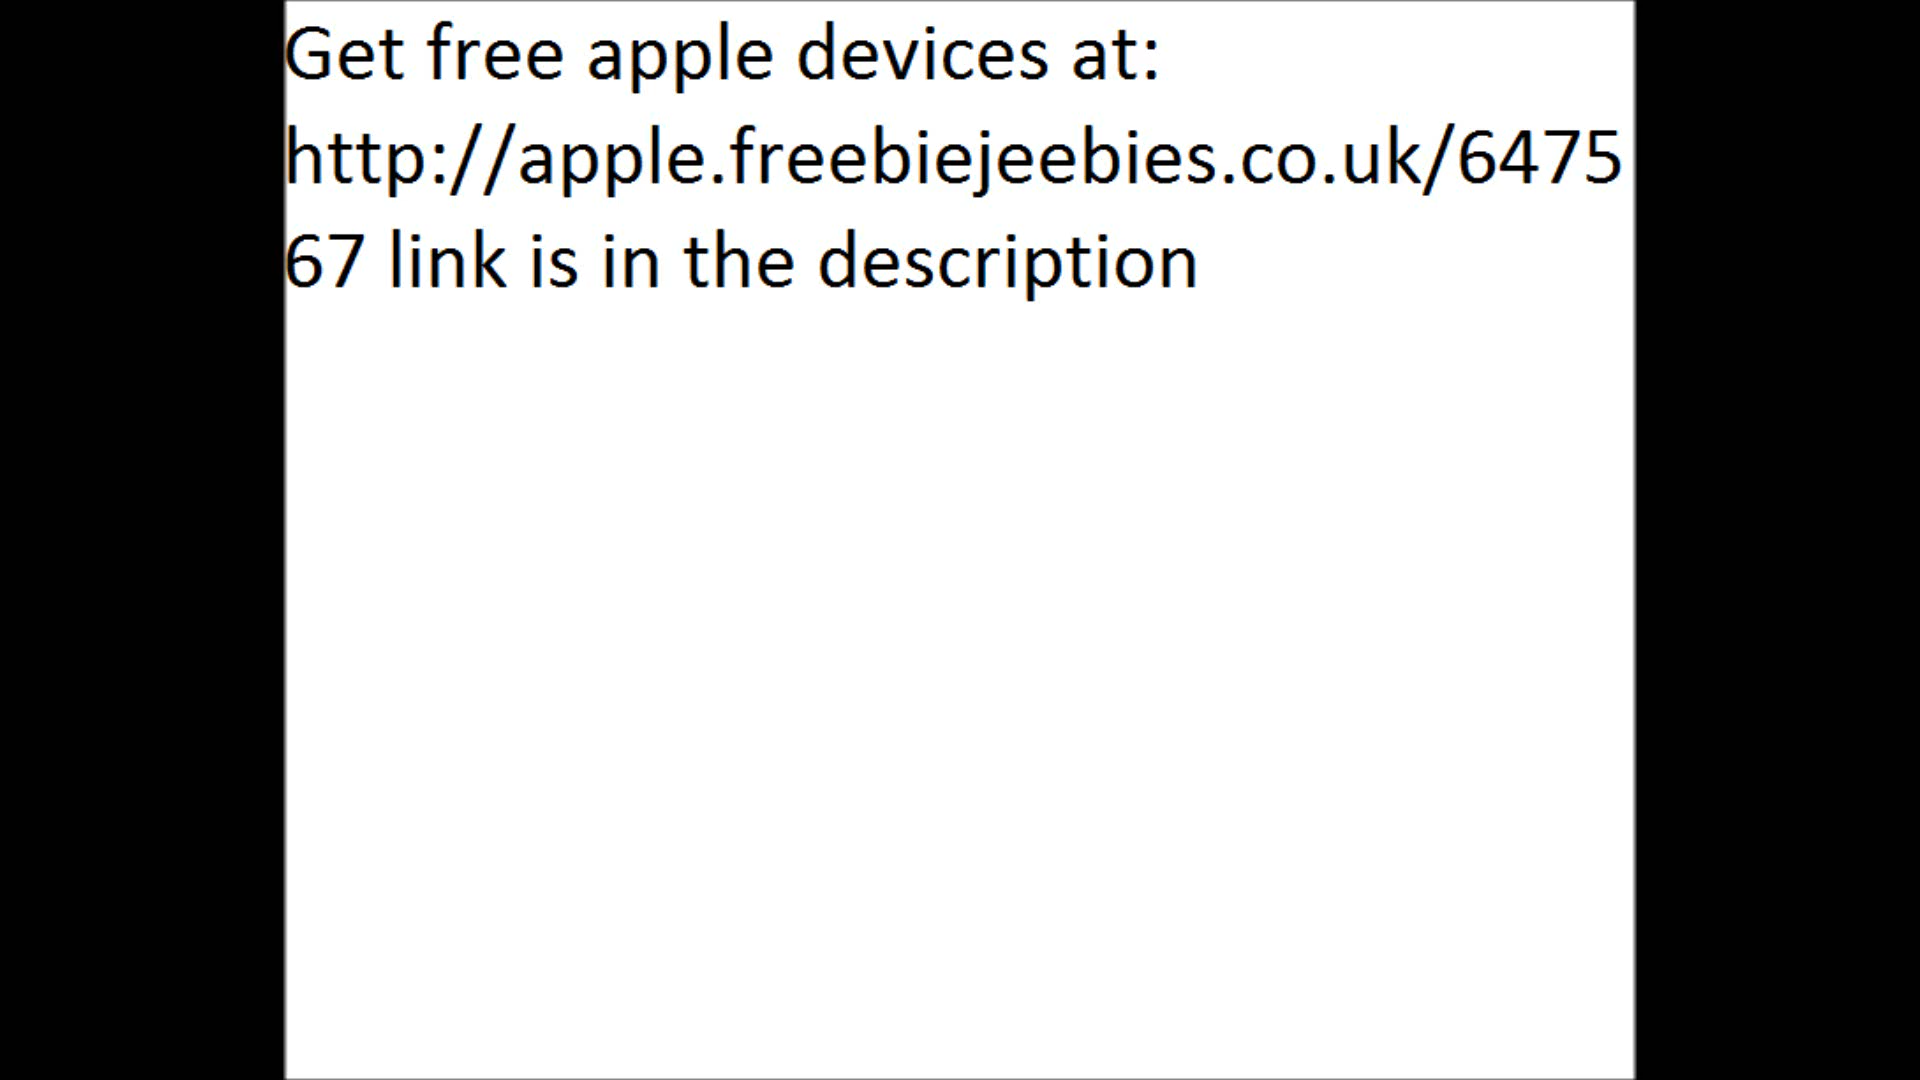 Get free apple devices at:
http://apple.freebiejeebies.co.uk/6475
67 link is in the description